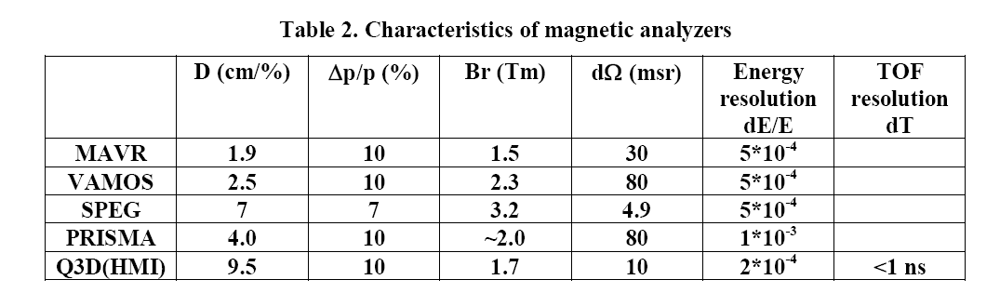 Table 2. Characteristics of magnetic analyzers
D (cm/%) Δp/p (%) Br (Tm) dΩ (msr) Energy resolution dE/E TOF resolution dT
MAVR 1.9 10 1.5 30 5*10⁻⁴
VAMOS 2.5 10 2.3 80 5*10⁻⁴
SPEG 7 7 3.2 4.9 5*10⁻⁴
PRISMA 4.0 10 ~2.0 80 1*10⁻³
Q3D(HMI) 9.5 10 1.7 10 2*10⁻⁴ <1 ns